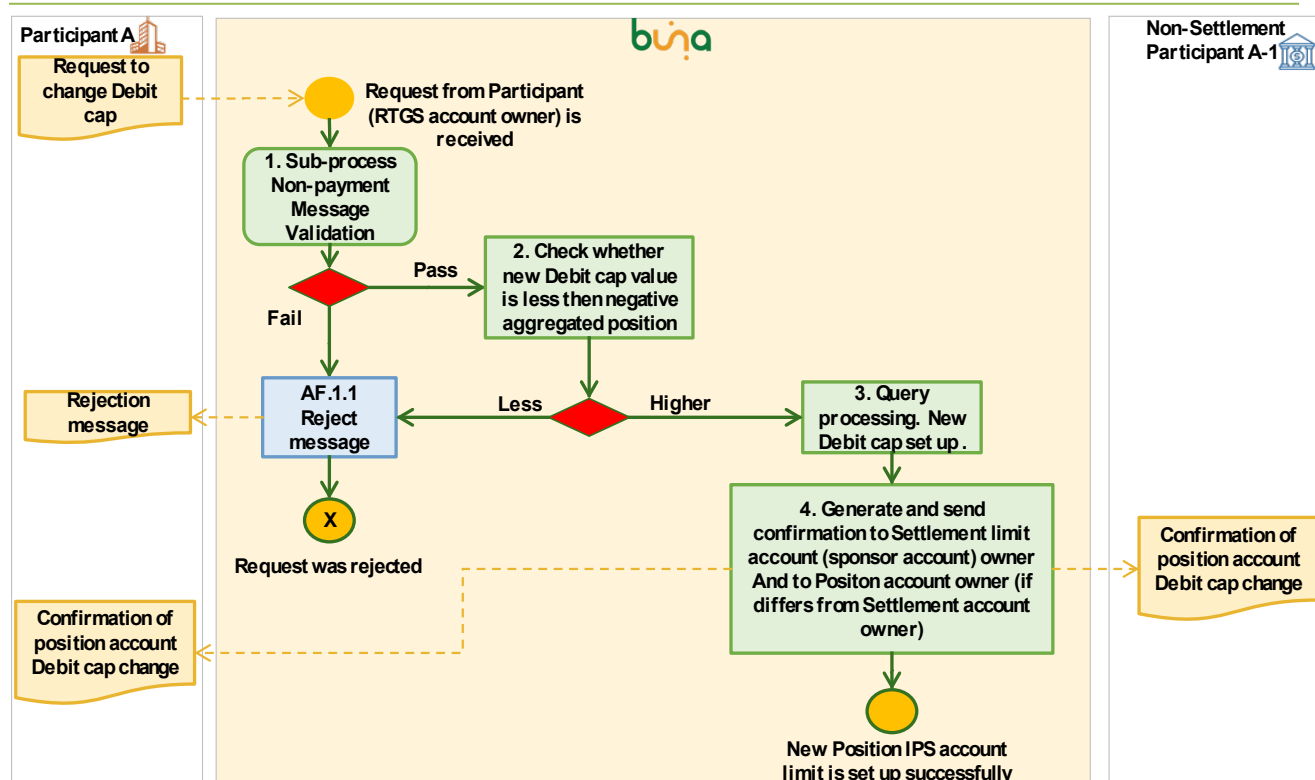 Participant A
buna
Non-Settlement
Participant A-1
Request to
change Debit
cap
Request from Participant
(RTGS account owner) is
received
1. Sub-process
Non-payment
Message
Validation
Pass
Fail
2. Check whether
new Debit cap value
is less then negative
aggregated position
Rejection
message
AF.1.1
Reject
message
Less
Higher
3. Query
processing. New
Debit cap set up .
X
Request was rejected
4. Generate and send
confirmation to Settlement limit
account (sponsor account) owner
And to Positon account owner (if
differs from Settlement account
owner)
Confirmation of
position account
Debit cap change
Confirmation of
position account
Debit cap change
New Position IPS account
limit is set up successfully